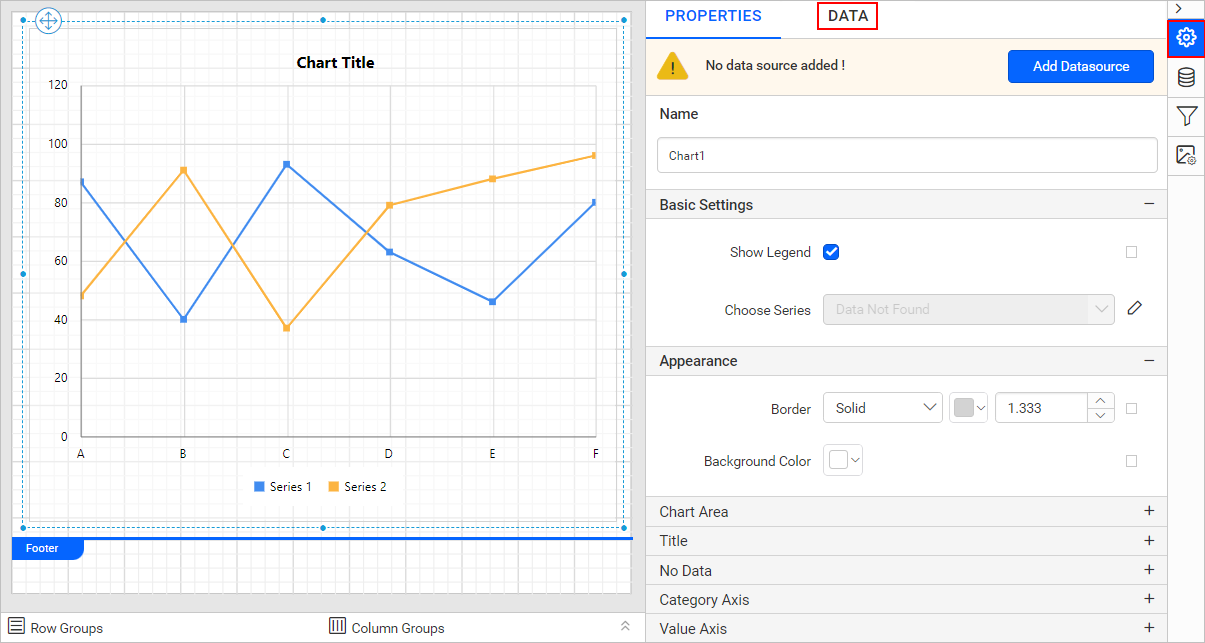 Chart Title
120
100
80
60
40
20
0
A B C D E F
Series 1 Series 2
Footer
Row Groups Column Groups
PROPERTIES DATA
No data source added ! Add Datasource
Name
Chart1
Basic Settings
Show Legend
Choose Series Data Not Found
Appearance
Border Solid 1.333
Background Color
Chart Area
Title
No Data
Category Axis
Value Axis